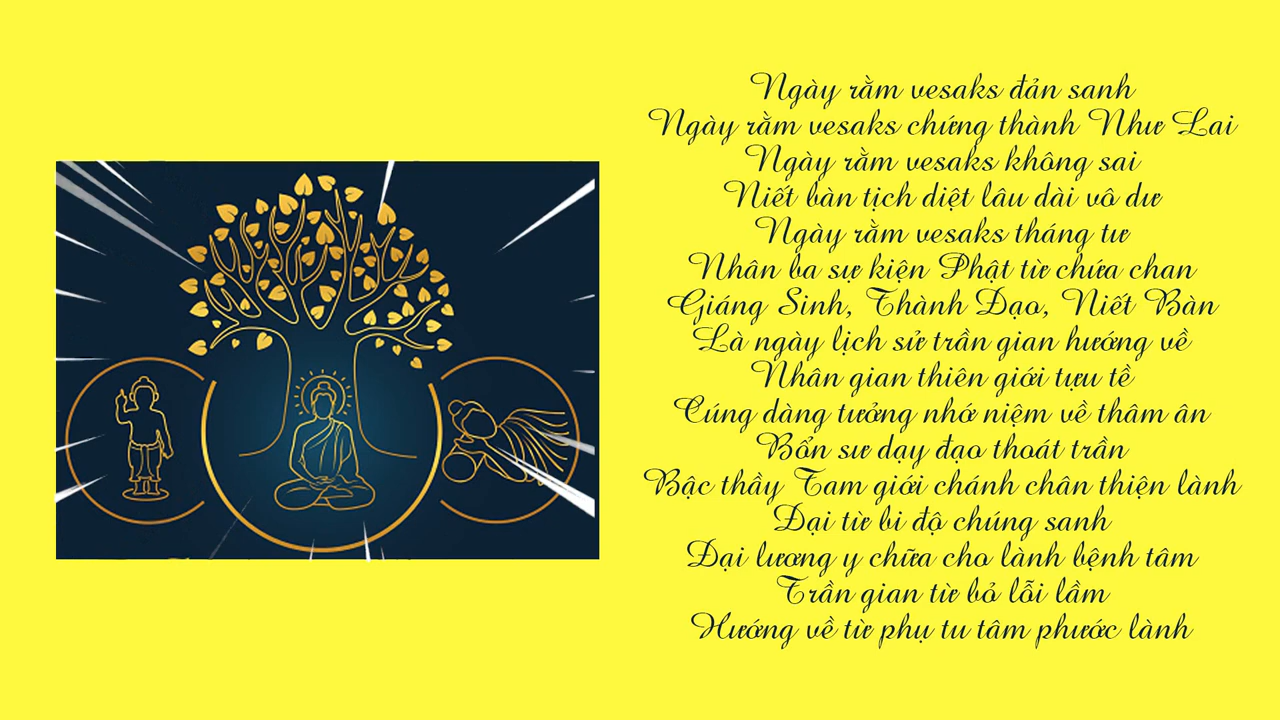 Ngày rằm vesaks đản sanh
Ngày rằm vesaks chứng thành Như Lai
Ngày rằm vesaks không sai
Niết bàn tịch diệt lâu dài vô dư
Ngày rằm vesaks tháng tư
Nhân ba sự kiện Phật từ chứa chan
Giáng Sinh, Thành Đạo, Niết Bàn
Là ngày lịch sử trần gian hướng về
Nhân gian thiên giới tựu tề
Cúng dàng tưởng nhớ niệm về thâm ân
Bổn sư dạy đạo thoát trần
Bậc thầy Tam giới chánh chân thiện lành
Đại từ bi độ chúng sanh
Đại lương y chữa cho lành bệnh tâm
Trần gian từ bỏ lỗi lầm
Hướng về từ phụ tu tâm phước lành